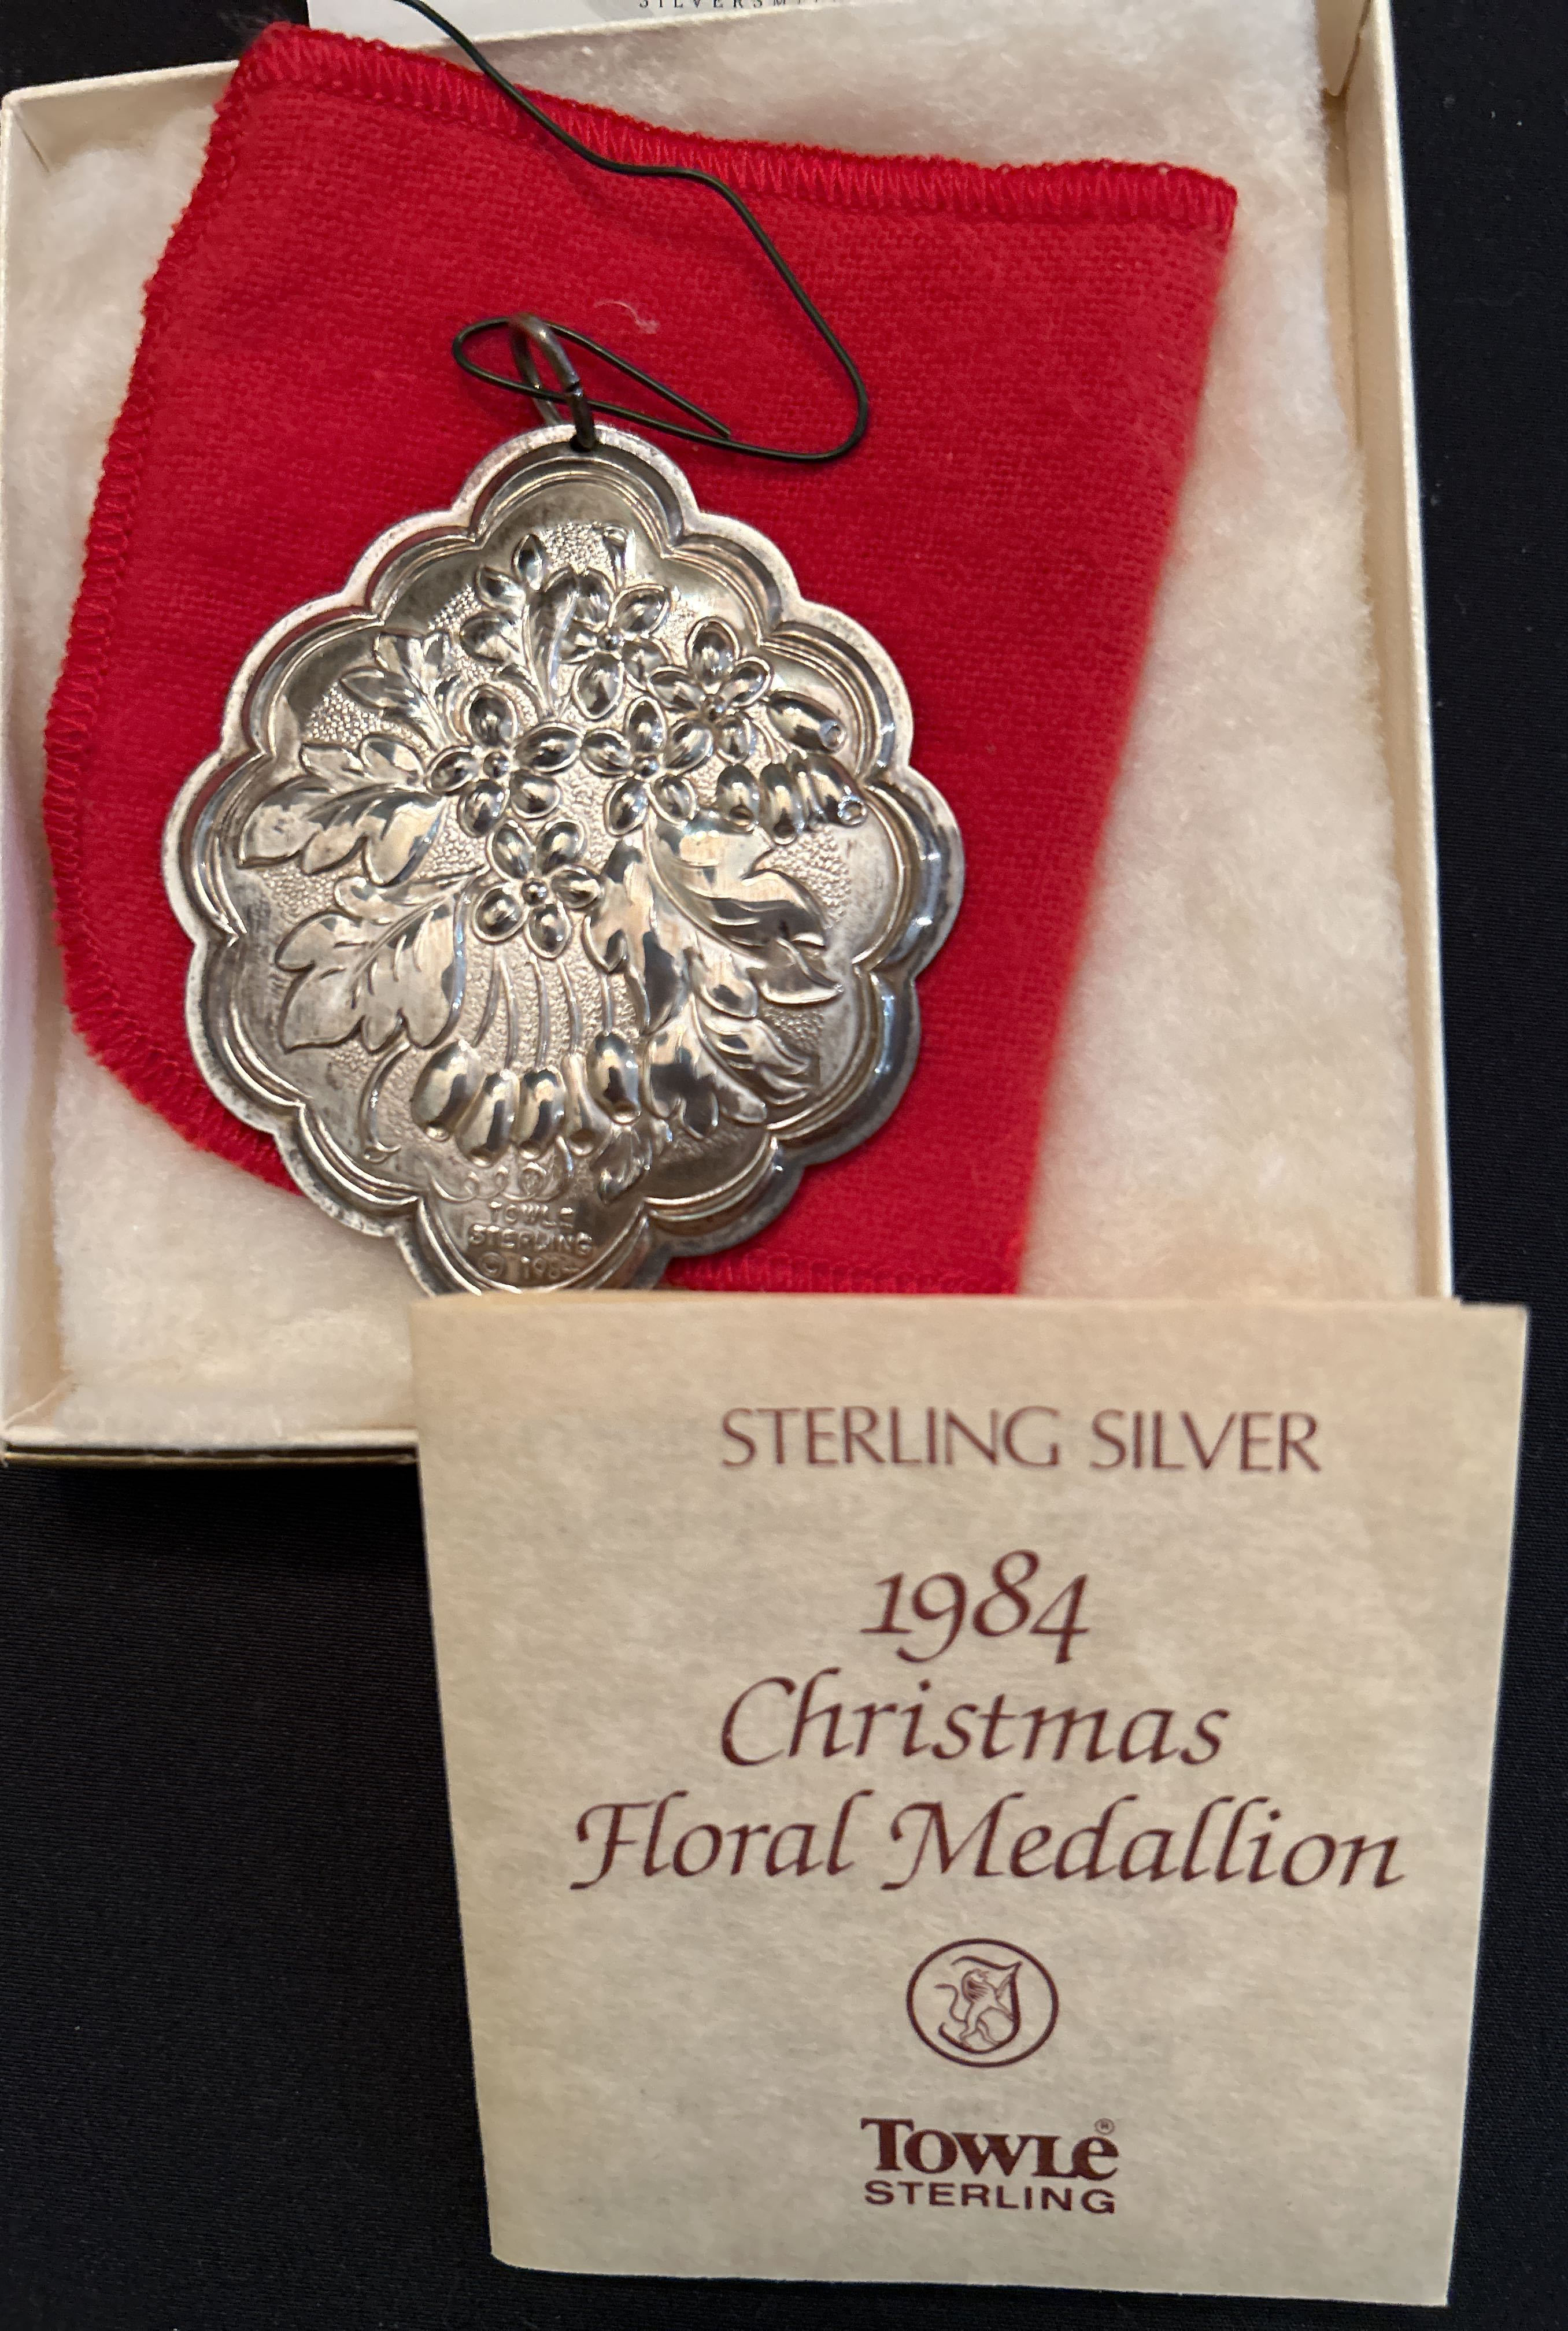 TOWLE
STERLING
© 1984
STERLING SILVER
1984
Christmas
Floral Medallion
TOWLE®
STERLING